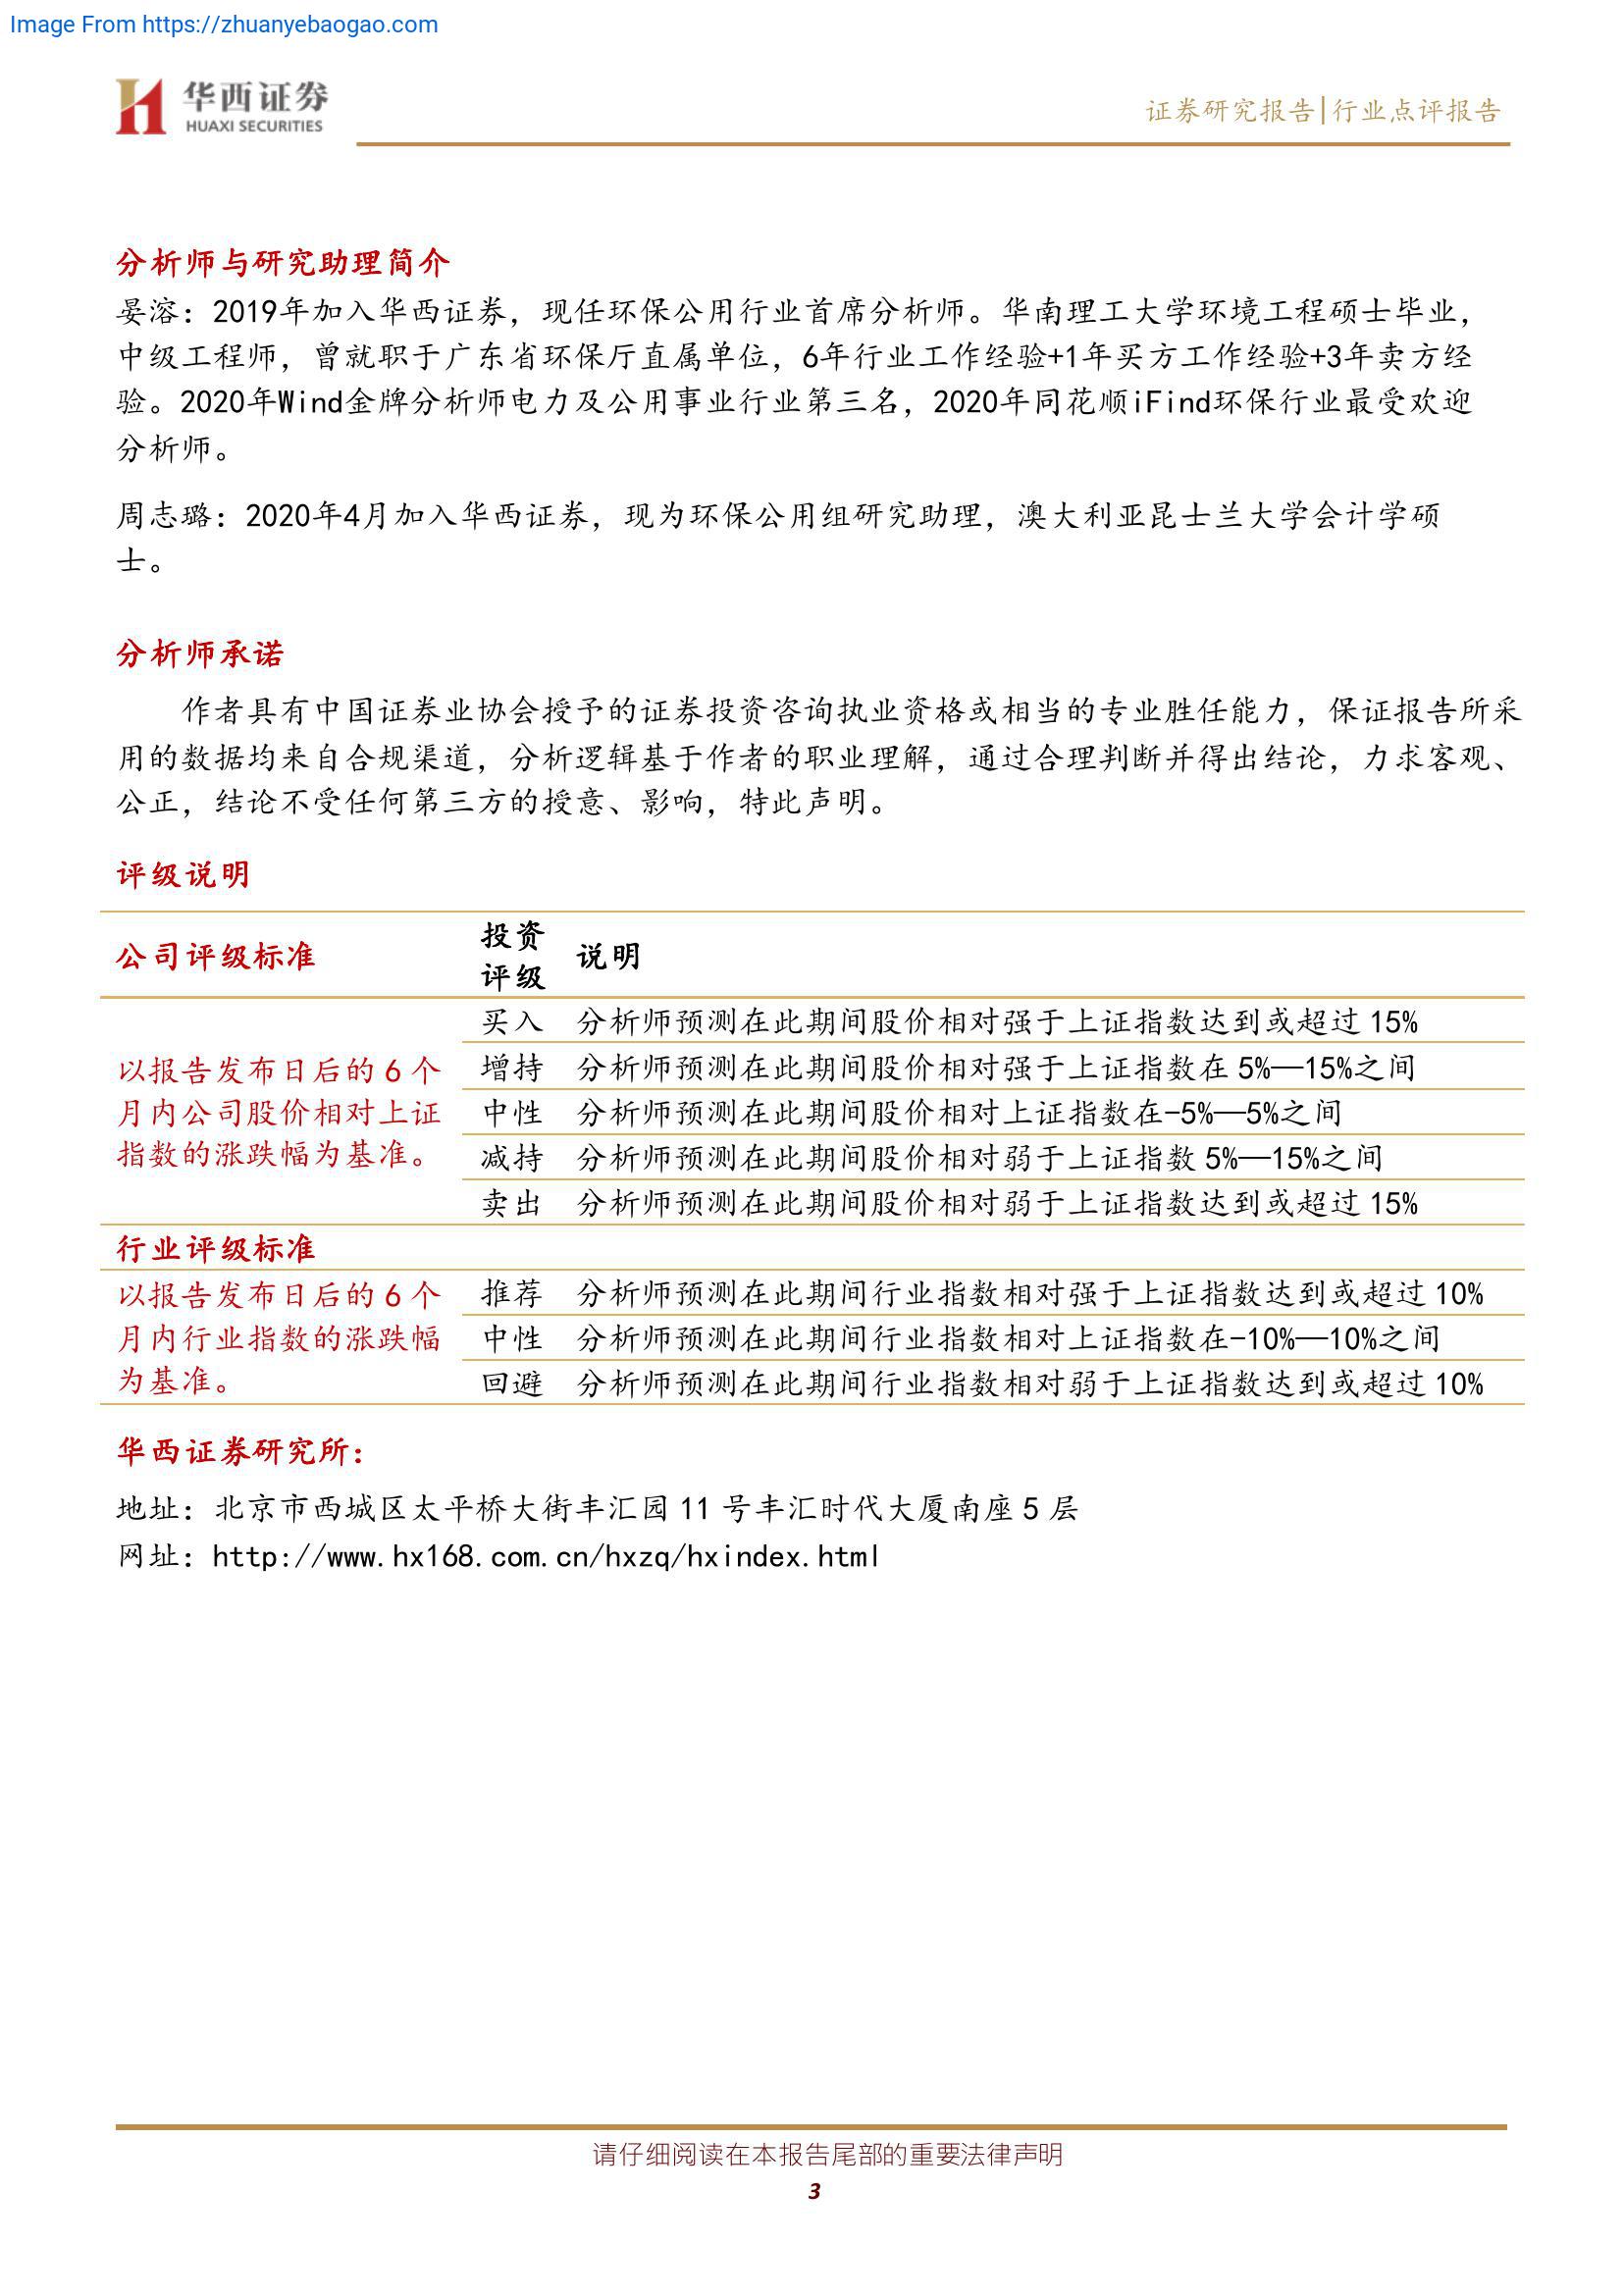 Image From https://zhuanyebaogao.com
华西证券
HUAXI SECURITIES
证券研究报告|行业点评报告
分析师与研究助理简介
晏溶：2019年加入华西证券，现任环保公用行业首席分析师。华南理工大学环境工程硕士毕业，
中级工程师，曾就职于广东省环保厅直属单位，6年行业工作经验+1年买方工作经验+3年卖方经
验。2020年Wind金牌分析师电力及公用事业行业第三名，2020年同花顺iFind环保行业最受欢迎
分析师。
周志璐：2020年4月加入华西证券，现为环保公用组研究助理，澳大利亚昆士兰大学会计学硕
士。
分析师承诺
作者具有中国证券业协会授予的证券投资咨询执业资格或相当的专业胜任能力，保证报告所采
用的数据均来自合规渠道，分析逻辑基于作者的职业理解，通过合理判断并得出结论，力求客观、
公正，结论不受任何第三方的授意、影响，特此声明。
评级说明
公司评级标准
投资
评级
说明
以报告发布日后的 6 个
月内公司股价相对上证
指数的涨跌幅为基准。
买入 分析师预测在此期间股价相对强于上证指数达到或超过 15%
增持 分析师预测在此期间股价相对强于上证指数在 5%—15%之间
中性 分析师预测在此期间股价相对上证指数在-5%—5%之间
减持 分析师预测在此期间股价相对弱于上证指数 5%—15%之间
卖出 分析师预测在此期间股价相对弱于上证指数达到或超过 15%
行业评级标准
以报告发布日后的 6 个
月内行业指数的涨跌幅
为基准。
推荐 分析师预测在此期间行业指数相对强于上证指数达到或超过 10%
中性 分析师预测在此期间行业指数相对上证指数在-10%—10%之间
回避 分析师预测在此期间行业指数相对弱于上证指数达到或超过 10%
华西证券研究所：
地址：北京市西城区太平桥大街丰汇园 11 号丰汇时代大厦南座 5 层
网址：http://www.hx168.com.cn/hxzq/hxindex.html
请仔细阅读在本报告尾部的重要法律声明
3